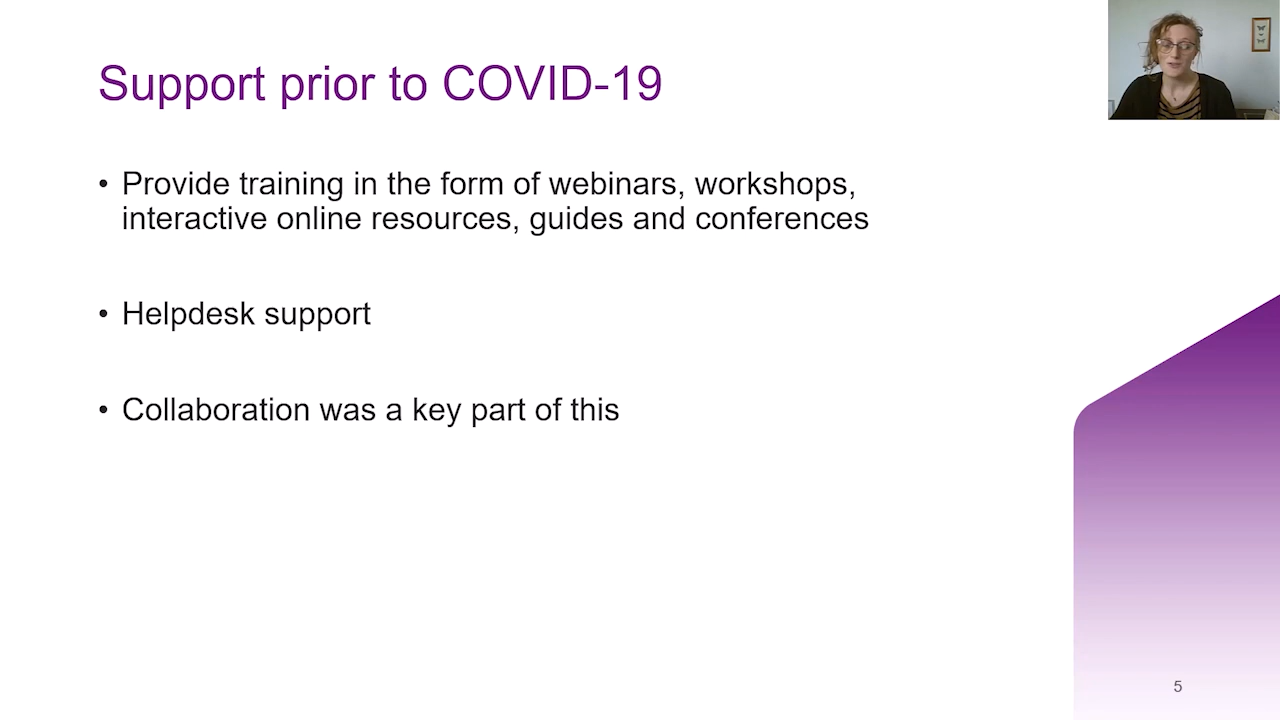 Support prior to COVID-19
• Provide training in the form of webinars, workshops,
interactive online resources, guides and conferences
• Helpdesk support
• Collaboration was a key part of this
5